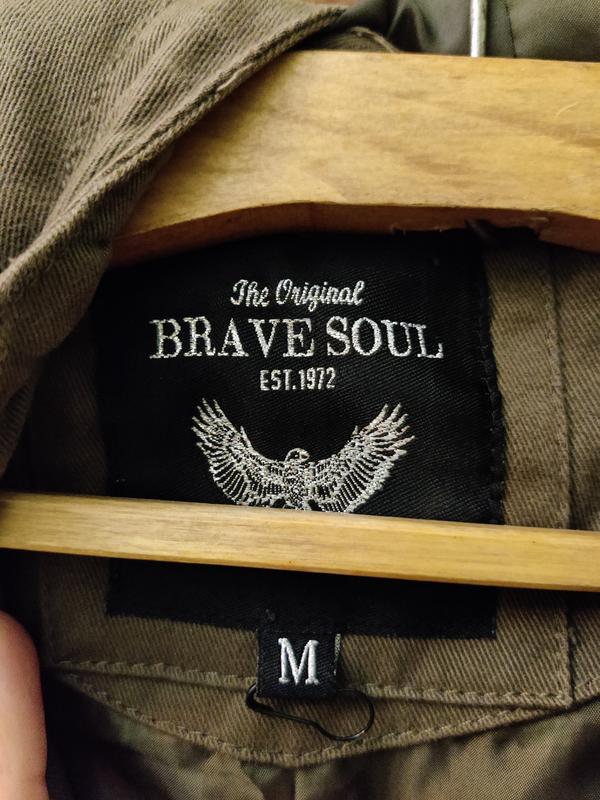 The Original
BRAVE SOUL
EST.1972
M